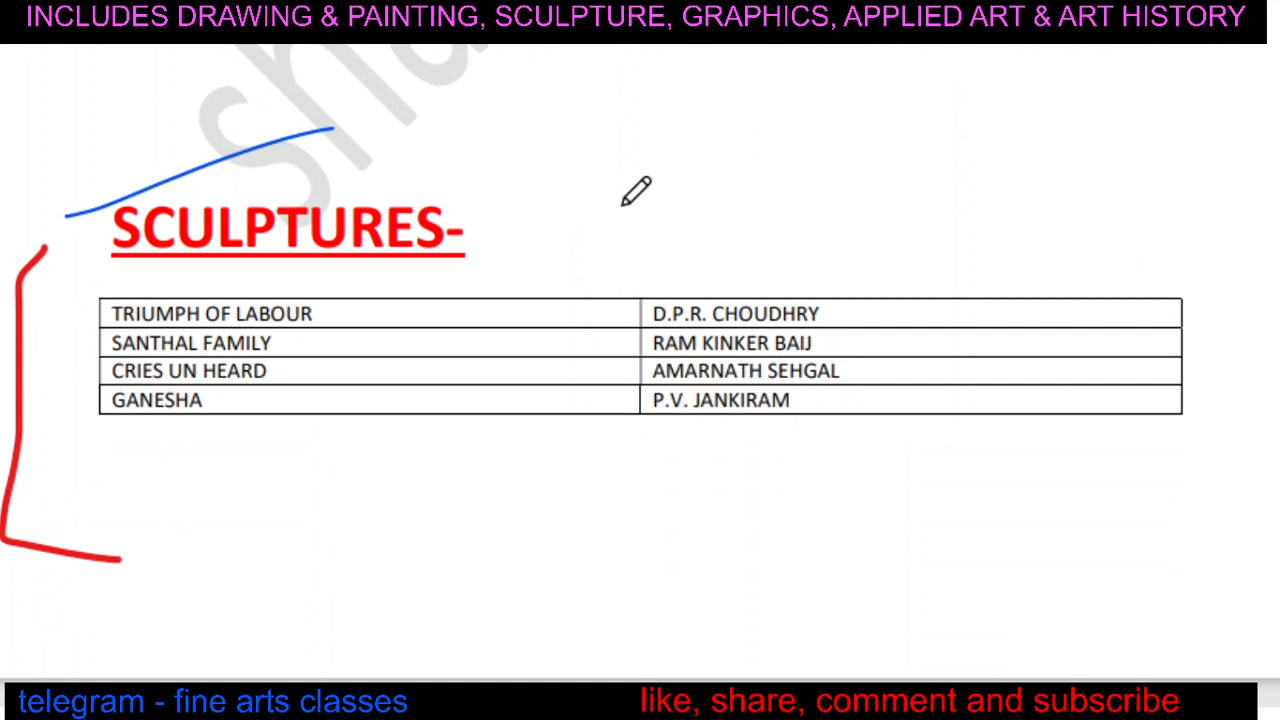 INCLUDES DRAWING & PAINTING, SCULPTURE, GRAPHICS, APPLIED ART & ART HISTORY
SCULPTURES-
TRIUMPH OF LABOUR D.P.R. CHOUDHRY
SANTHAL FAMILY RAM KINKER BAIJ
CRIES UN HEARD AMARNATH SEHGAL
GANESHA P.V. JANKIRAM
telegram - fine arts classes like, share, comment and subscribe